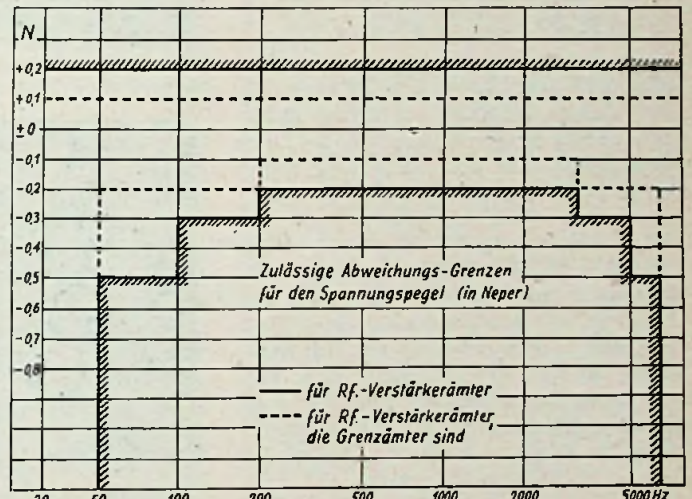 N
+0,2
+0,1
±0
-0,1
-0,2
-0,3
-0,4
-0,5
-0,6
-0,7
-0,8
Zulässige Abweichungs-Grenzen
für den Spannungspegel (in Neper)
für Rf.-Verstärkerämter
für Rf.-Verstärkerämter,
die Grenzämter sind
30 50 100 200 500 1000 2000 5000 Hz